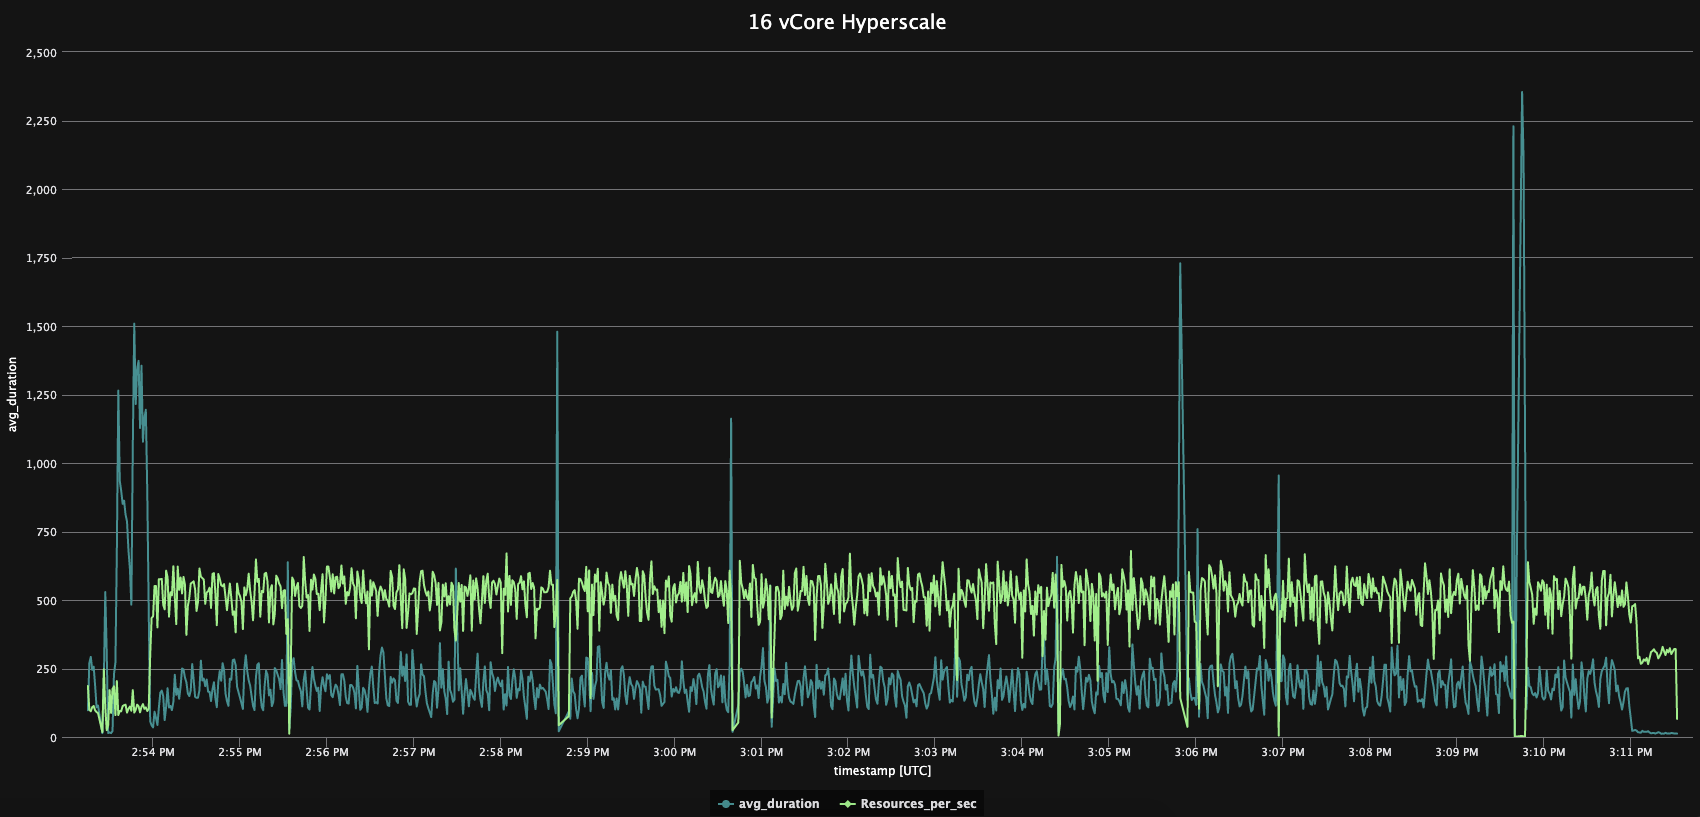 16 vCore Hyperscale
2,500
2,250
2,000
1,750
1,500
1,250
1,000
750
500
250
0
avg_duration
2:54 PM 2:55 PM 2:56 PM 2:57 PM 2:58 PM 2:59 PM 3:00 PM 3:01 PM 3:02 PM 3:03 PM 3:04 PM 3:05 PM 3:06 PM 3:07 PM 3:08 PM 3:09 PM 3:10 PM 3:11 PM
timestamp [UTC]
avg_duration Resources_per_sec